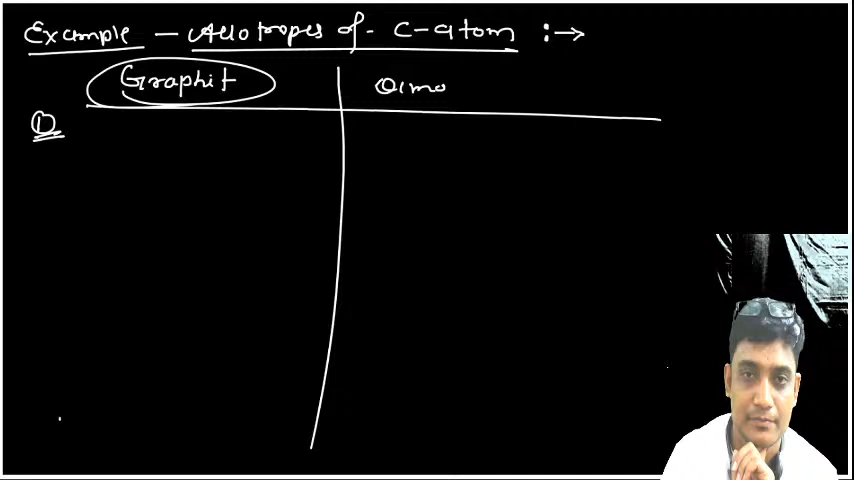 Example - Allotropes of C-atom :→
Graphit
Dimo
①